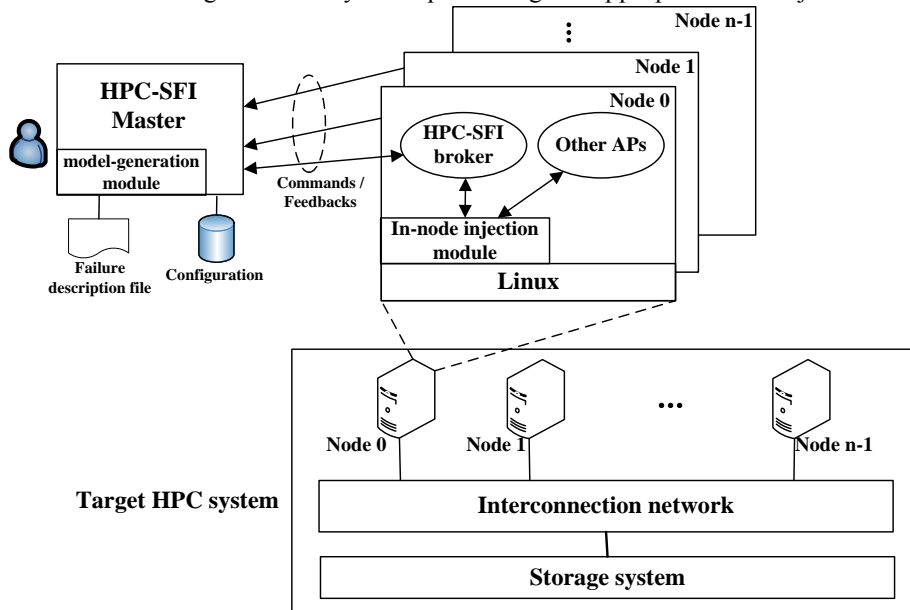 Node n-1
Node 1
Node 0
HPC-SFI
Master
model-generation
module
HPC-SFI
broker
Other APs
Commands /
Feedbacks
In-node injection
module
Linux
Failure
description file
Configuration
Node 0
Node 1
...
Node n-1
Target HPC system
Interconnection network
Storage system